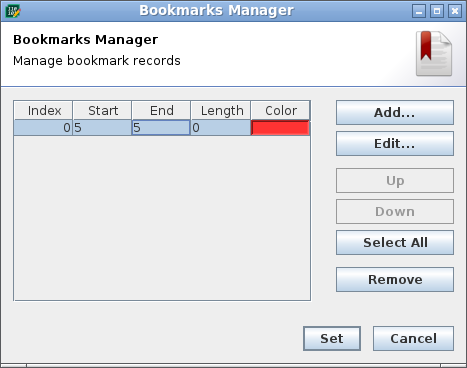 Bookmarks Manager
Bookmarks Manager
Manage bookmark records
Index Start End Length Color
0 5 5 0
Add...
Edit...
Up
Down
Select All
Remove
Set Cancel